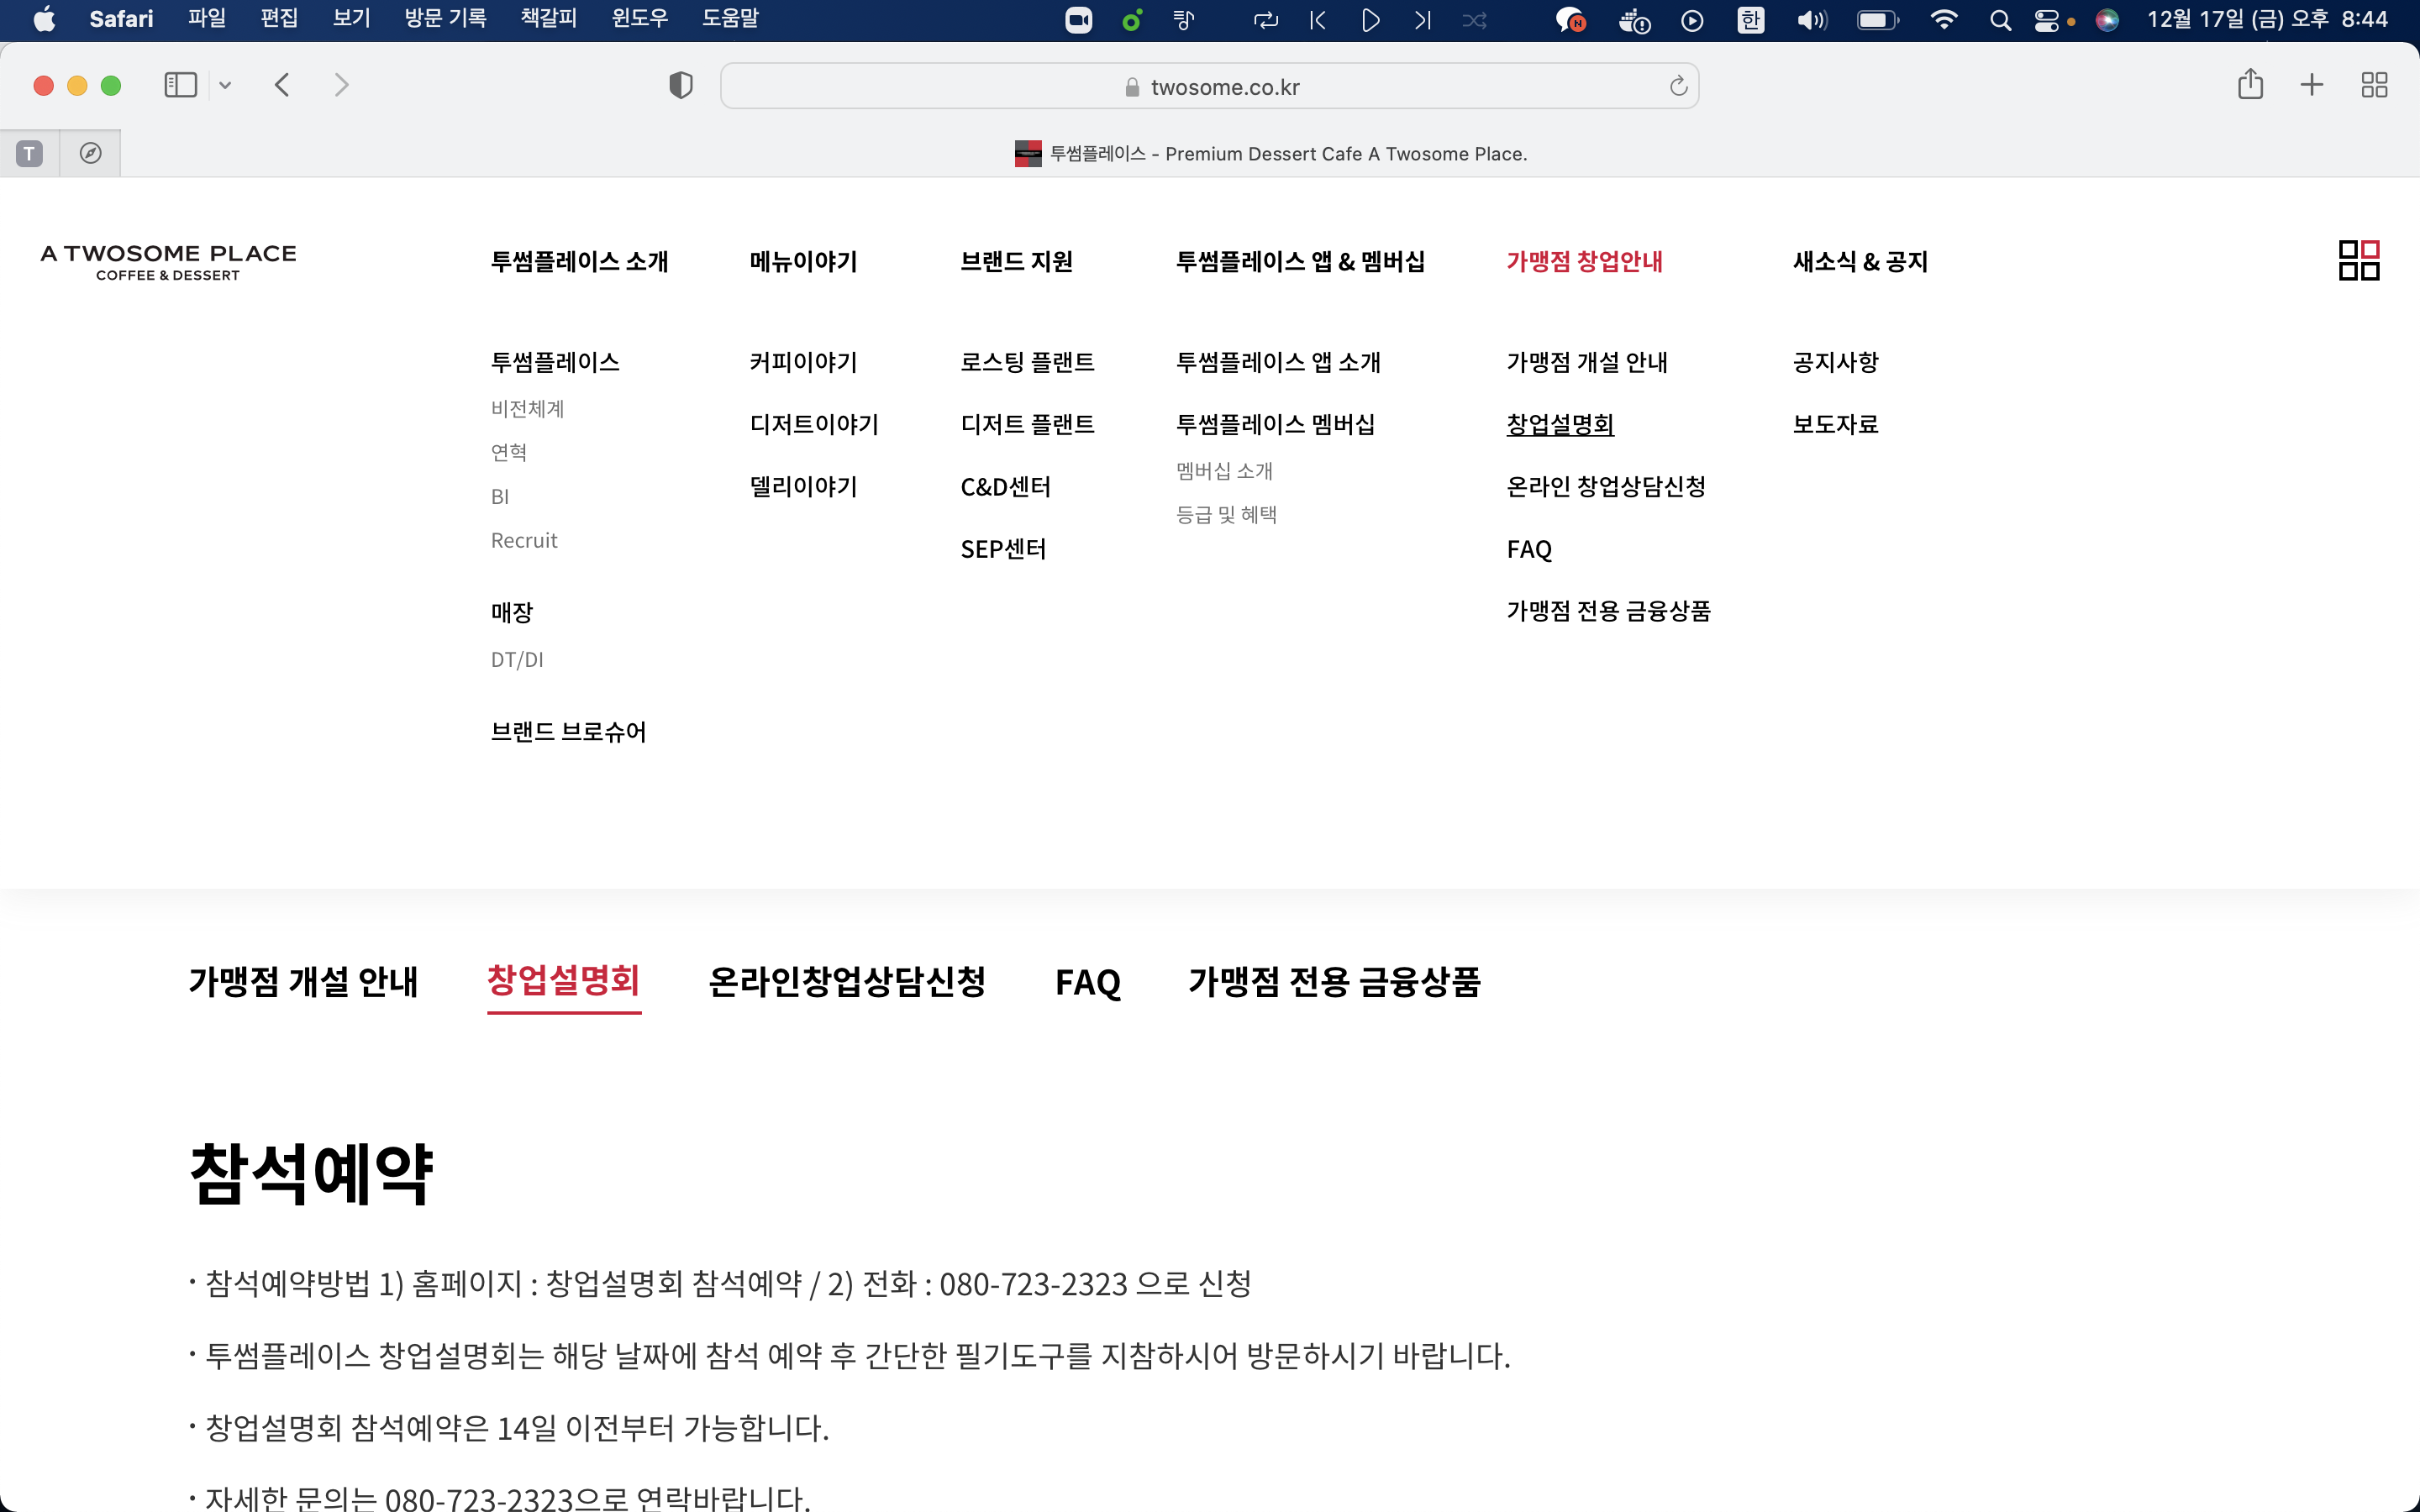 Safari 파일 편집 보기 방문 기록 책갈피 윈도우 도움말 N 한 12월 17일 (금) 오후 8:44
twosome.co.kr
T 투썸플레이스 - Premium Dessert Cafe A Twosome Place.
A TWOSOME PLACE
COFFEE & DESSERT
투썸플레이스 소개 메뉴이야기 브랜드 지원 투썸플레이스 앱 & 멤버십 가맹점 창업안내 새소식 & 공지
투썸플레이스
비전체계
연혁
BI
Recruit
매장
DT/DI
브랜드 브로슈어
커피이야기
디저트이야기
델리이야기
로스팅 플랜트
디저트 플랜트
C&D센터
SEP센터
투썸플레이스 앱 소개
투썸플레이스 멤버십
멤버십 소개
등급 및 혜택
가맹점 개설 안내
창업설명회
온라인 창업상담신청
FAQ
가맹점 전용 금융상품
공지사항
보도자료
가맹점 개설 안내 창업설명회 온라인창업상담신청 FAQ 가맹점 전용 금융상품
참석예약
· 참석예약방법 1) 홈페이지 : 창업설명회 참석예약 / 2) 전화 : 080-723-2323 으로 신청
· 투썸플레이스 창업설명회는 해당 날짜에 참석 예약 후 간단한 필기도구를 지참하시어 방문하시기 바랍니다.
· 창업설명회 참석예약은 14일 이전부터 가능합니다.
· 자세한 문의는 080-723-2323으로 연락바랍니다.